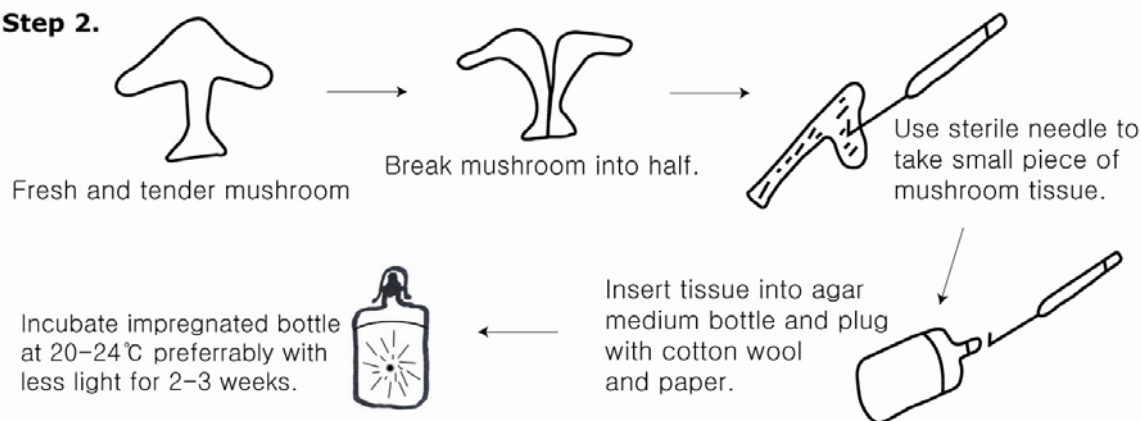 Step 2.
Fresh and tender mushroom
Break mushroom into half.
Use sterile needle to
take small piece of
mushroom tissue.
Insert tissue into agar
medium bottle and plug
with cotton wool
and paper.
Incubate impregnated bottle
at 20-24℃ preferrably with
less light for 2-3 weeks.